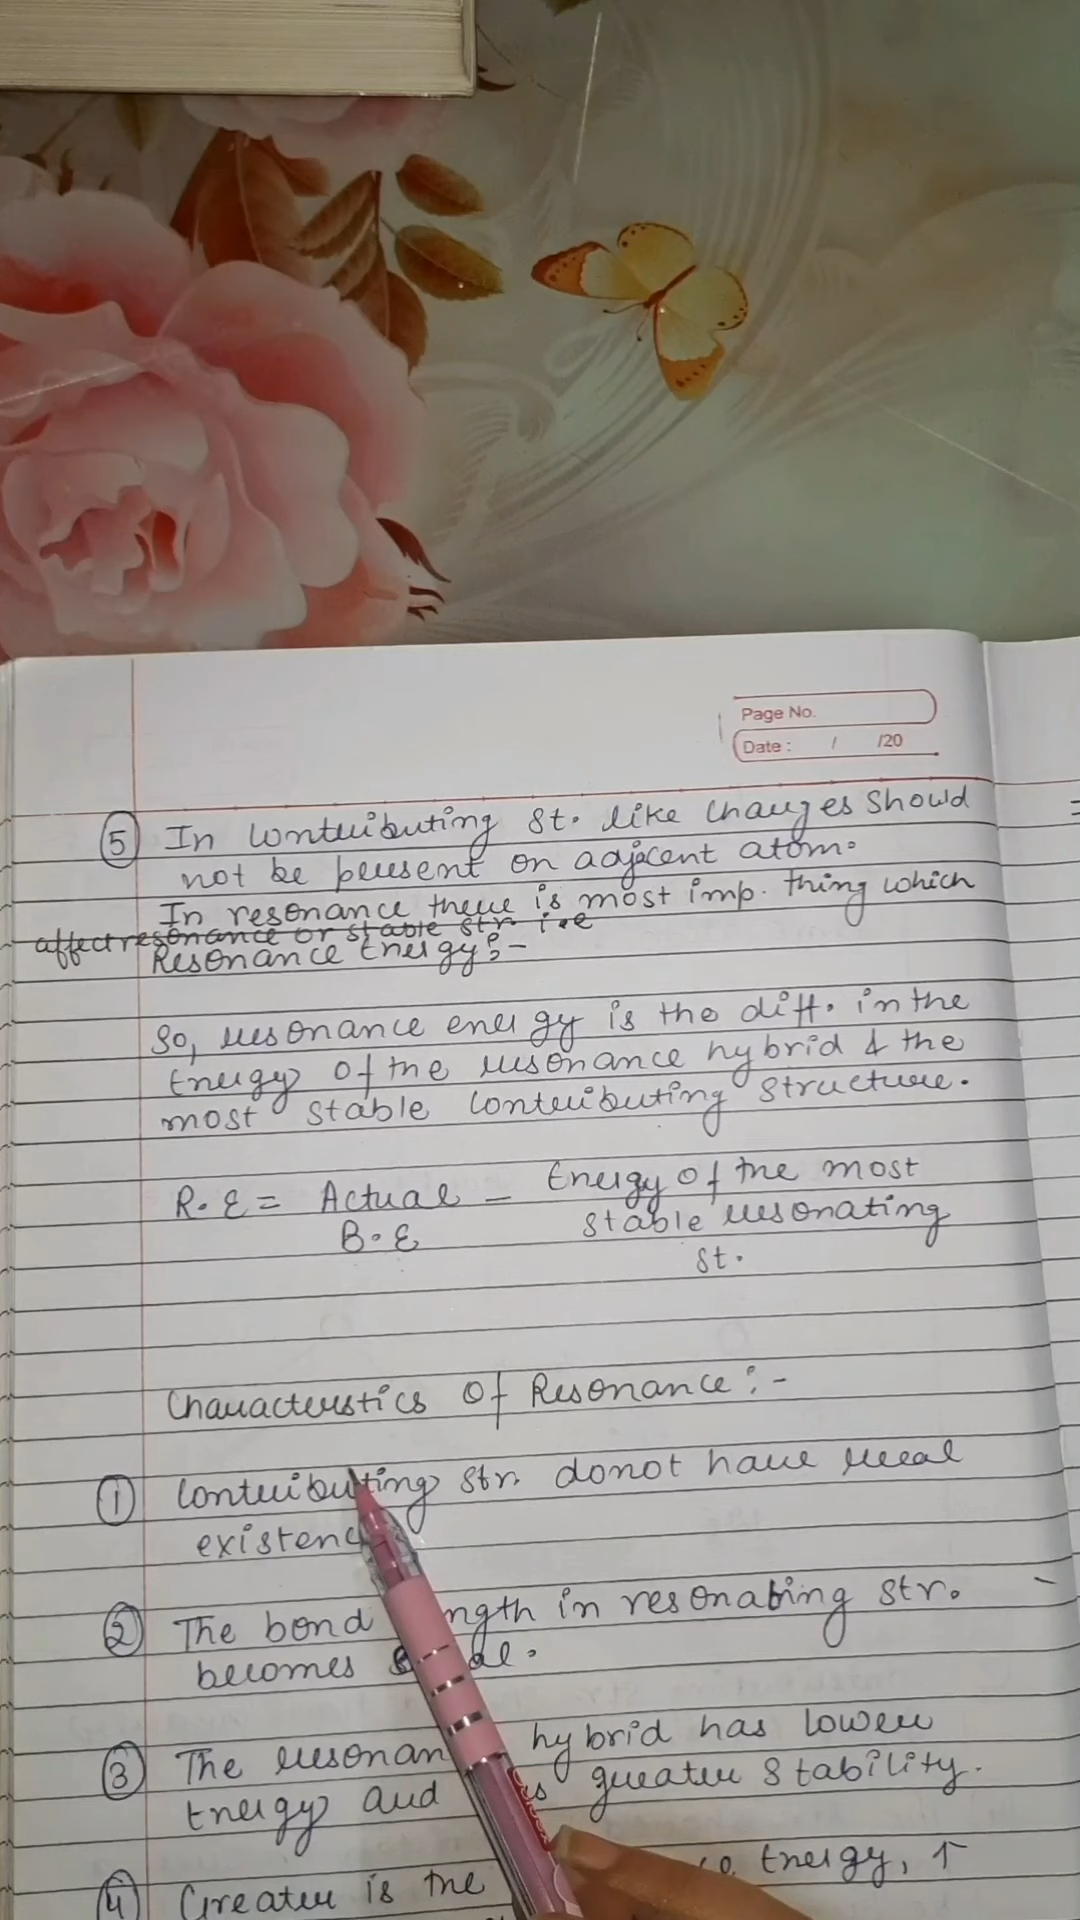 Page No.
Date : / /20
⑤ In Contributing St. like Charges Should
not be present on adjacent atom.
In resonance there is most imp. thing which
affect resonance or stable str. i.e
Resonance Energy:-
So, resonance energy is the diff. in the
Energy of the resonance hybrid & the
most stable Contributing structure.
R.E = Actual B.E - Energy of the most
stable resonating
st.
Characterstics of Resonance:-
① Contributing str. donot have real
existenc
② The bond ngth in resonating str.
becomes
③ The resonan hybrid has lower
Energy and greater Stability.
④ Greater is the Energy, ↑